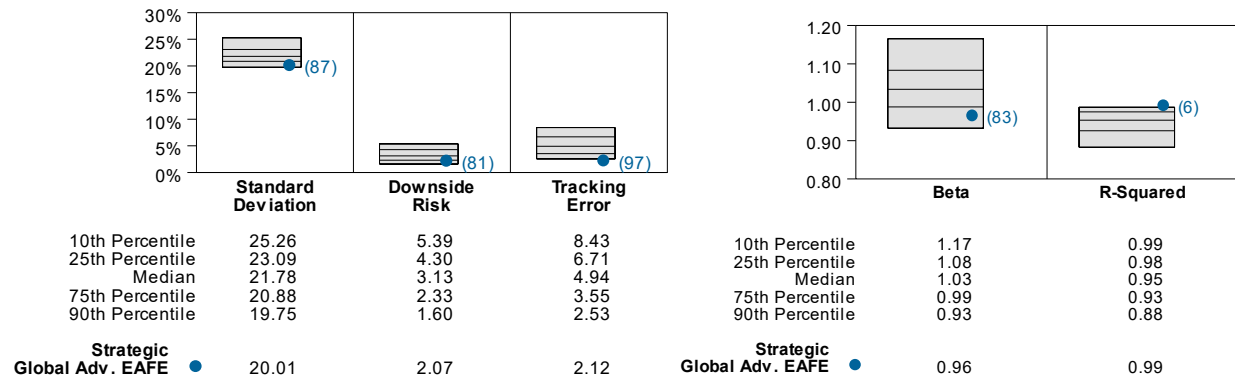 30%
25%
20%
15%
10%
5%
0%
(87)
(81)
(97)
Standard Deviation
Downside Risk
Tracking Error
10th Percentile 25.26 5.39 8.43
25th Percentile 23.09 4.30 6.71
Median 21.78 3.13 4.94
75th Percentile 20.88 2.33 3.55
90th Percentile 19.75 1.60 2.53
Strategic
Global Adv. EAFE 20.01 2.07 2.12
1.20
1.10
1.00
0.90
0.80
(83)
(6)
Beta R-Squared
10th Percentile 1.17 0.99
25th Percentile 1.08 0.98
Median 1.03 0.95
75th Percentile 0.99 0.93
90th Percentile 0.93 0.88
Strategic
Global Adv. EAFE 0.96 0.99